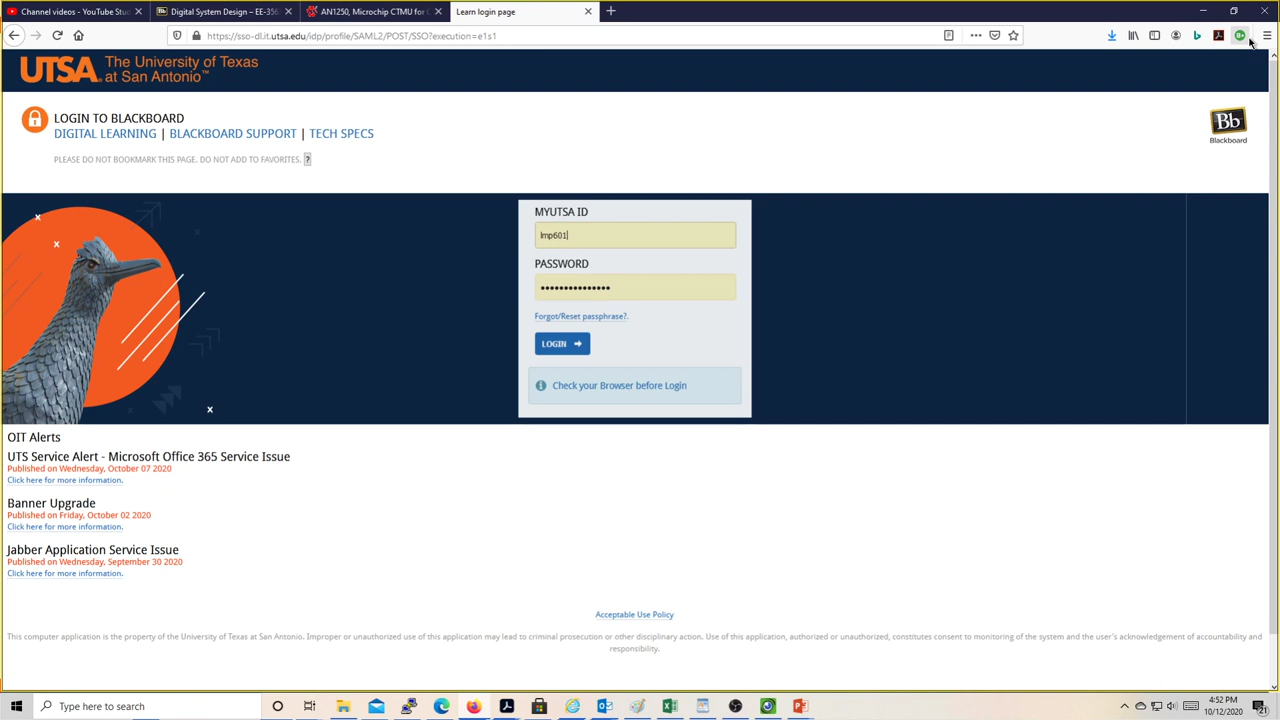 Channel videos - YouTube Stu
Digital System Design – EE-356
AN1250, Microchip CTMU for C
Learn login page
https://sso-dl.it.utsa.edu/idp/profile/SAML2/POST/SSO?execution=e1s1
UTSA The University of Texas at San Antonio™
LOGIN TO BLACKBOARD
DIGITAL LEARNING | BLACKBOARD SUPPORT | TECH SPECS
PLEASE DO NOT BOOKMARK THIS PAGE. DO NOT ADD TO FAVORITES. ?
Bb
Blackboard
MYUTSA ID
lmp601
PASSWORD
•••••••••••••••
Forgot/Reset passphrase?.
LOGIN
Check your Browser before Login
OIT Alerts
UTS Service Alert - Microsoft Office 365 Service Issue
Published on Wednesday, October 07 2020
Click here for more information.
Banner Upgrade
Published on Friday, October 02 2020
Click here for more information.
Jabber Application Service Issue
Published on Wednesday, September 30 2020
Click here for more information.
Acceptable Use Policy
This computer application is the property of the University of Texas at San Antonio. Improper or unauthorized use of this application may lead to criminal prosecution or other disciplinary action. Use of this application, authorized or unauthorized, constitutes consent to monitoring of the system and the user's acknowledgement of accountability and
responsibility.
Type here to search
4:52 PM
10/12/2020
21